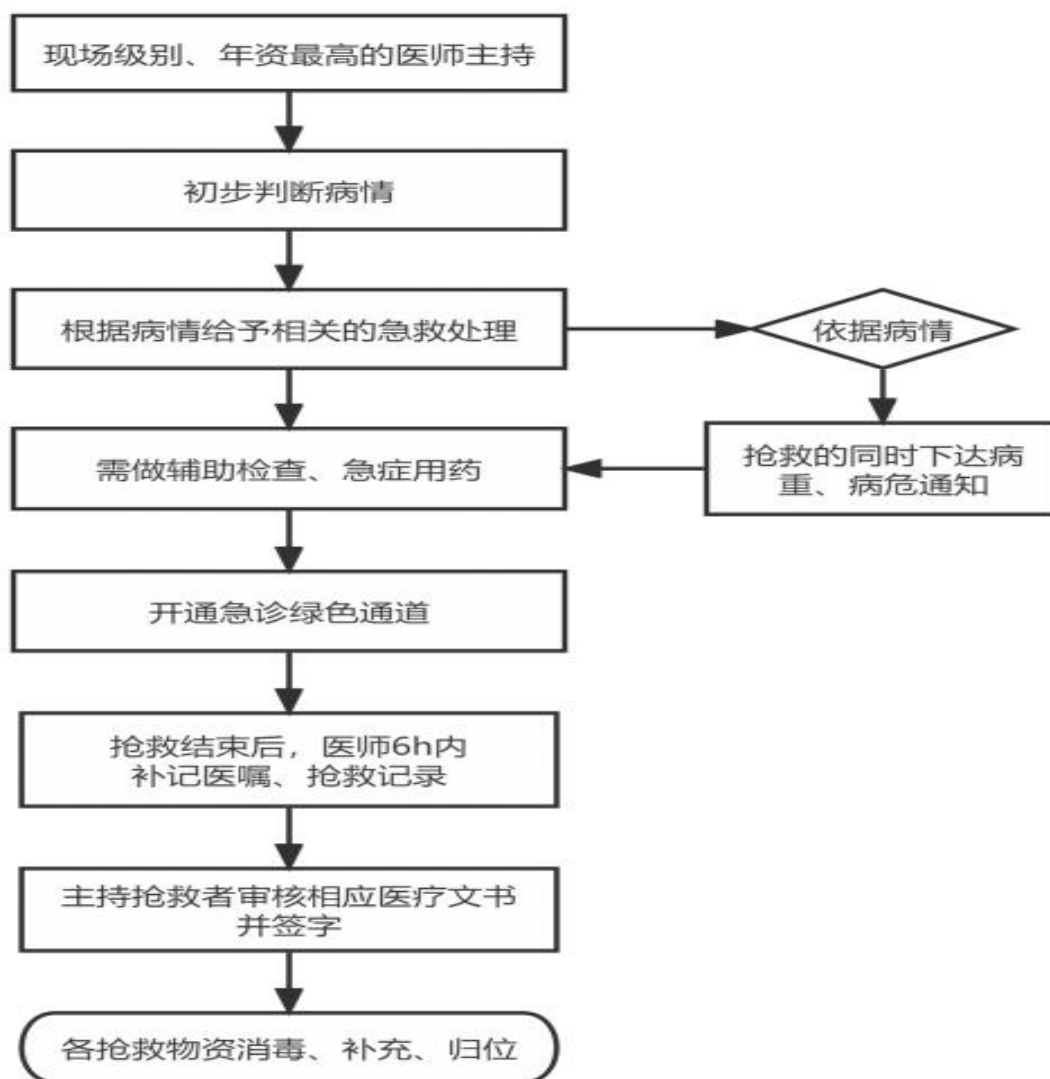 现场级别、年资最高的医师主持
初步判断病情
根据病情给予相关的急救处理
依据病情
抢救的同时下达病
重、病危通知
需做辅助检查、急症用药
开通急诊绿色通道
抢救结束后，医师6h内
补记医嘱、抢救记录
主持抢救者审核相应医疗文书
并签字
各抢救物资消毒、补充、归位